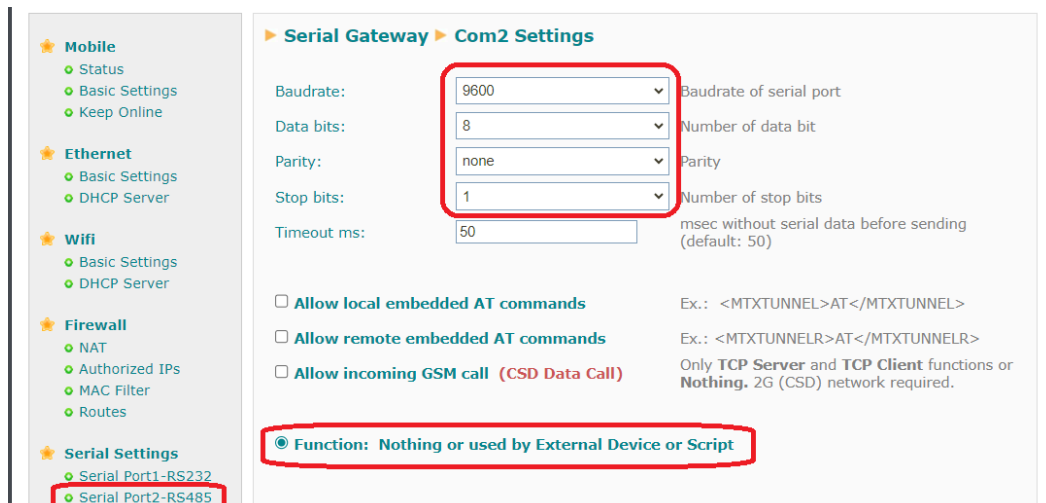 Mobile
Status
Basic Settings
Keep Online
Ethernet
Basic Settings
DHCP Server
Wifi
Basic Settings
DHCP Server
Firewall
NAT
Authorized IPs
MAC Filter
Routes
Serial Settings
Serial Port1-RS232
Serial Port2-RS485
Serial Gateway Com2 Settings
Baudrate: 9600 Baudrate of serial port
Data bits: 8 Number of data bit
Parity: none Parity
Stop bits: 1 Number of stop bits
Timeout ms: 50 msec without serial data before sending
(default: 50)
Allow local embedded AT commands Ex.: <MTXTUNNEL>AT</MTXTUNNEL>
Allow remote embedded AT commands Ex.: <MTXTUNNELR>AT</MTXTUNNELR>
Allow incoming GSM call (CSD Data Call) Only TCP Server and TCP Client functions or
Nothing. 2G (CSD) network required.
Function: Nothing or used by External Device or Script